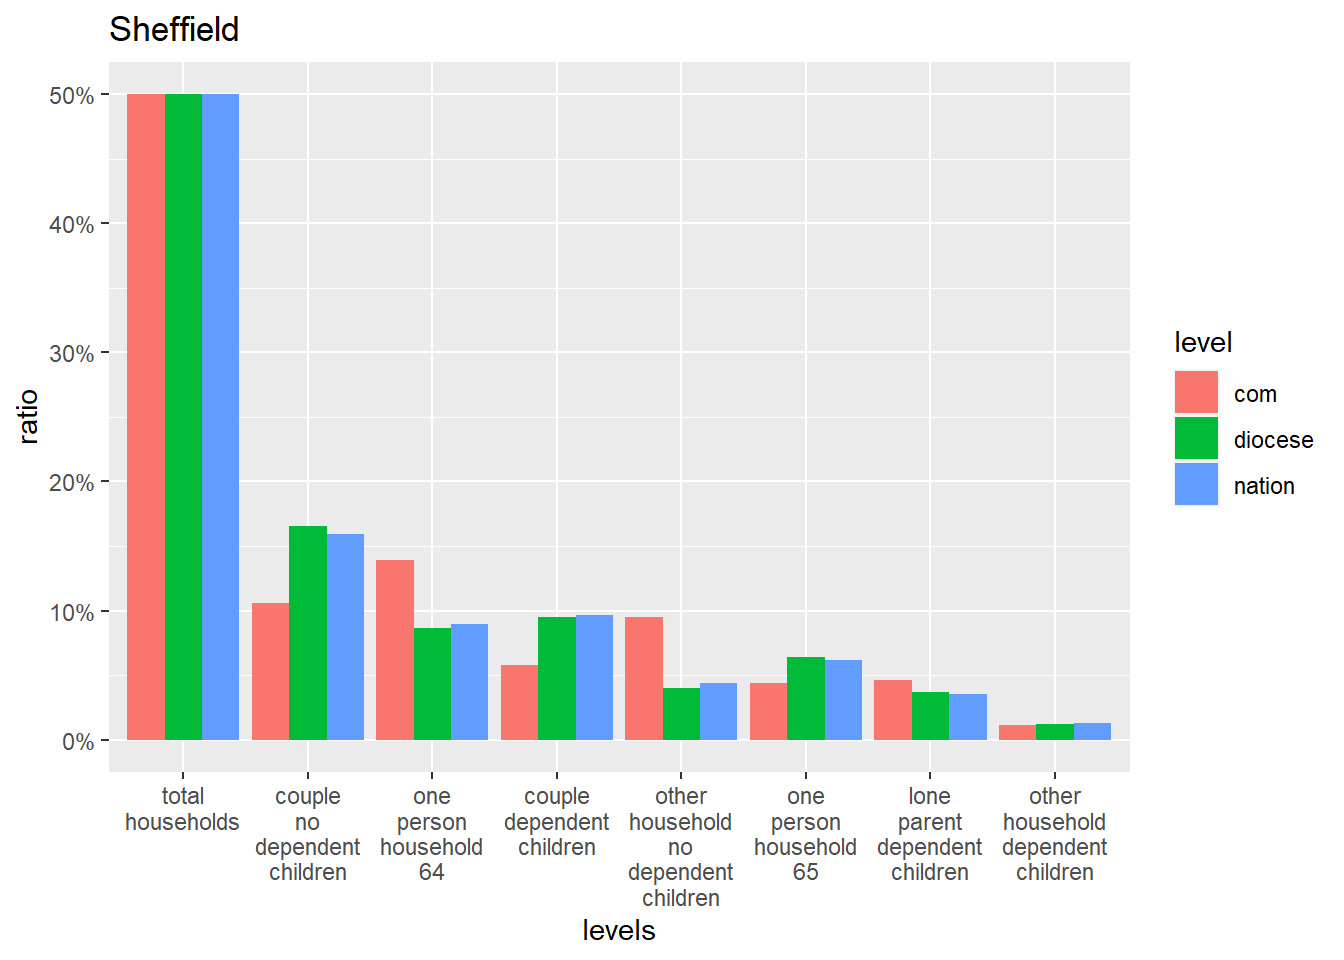 Sheffield
50%
40%
30%
20%
10%
0%
ratio
total
households
couple
no
dependent
children
one
person
household
64
couple
dependent
children
other
household
no
dependent
children
one
person
household
65
lone
parent
dependent
children
other
household
dependent
children
levels
level
com
diocese
nation